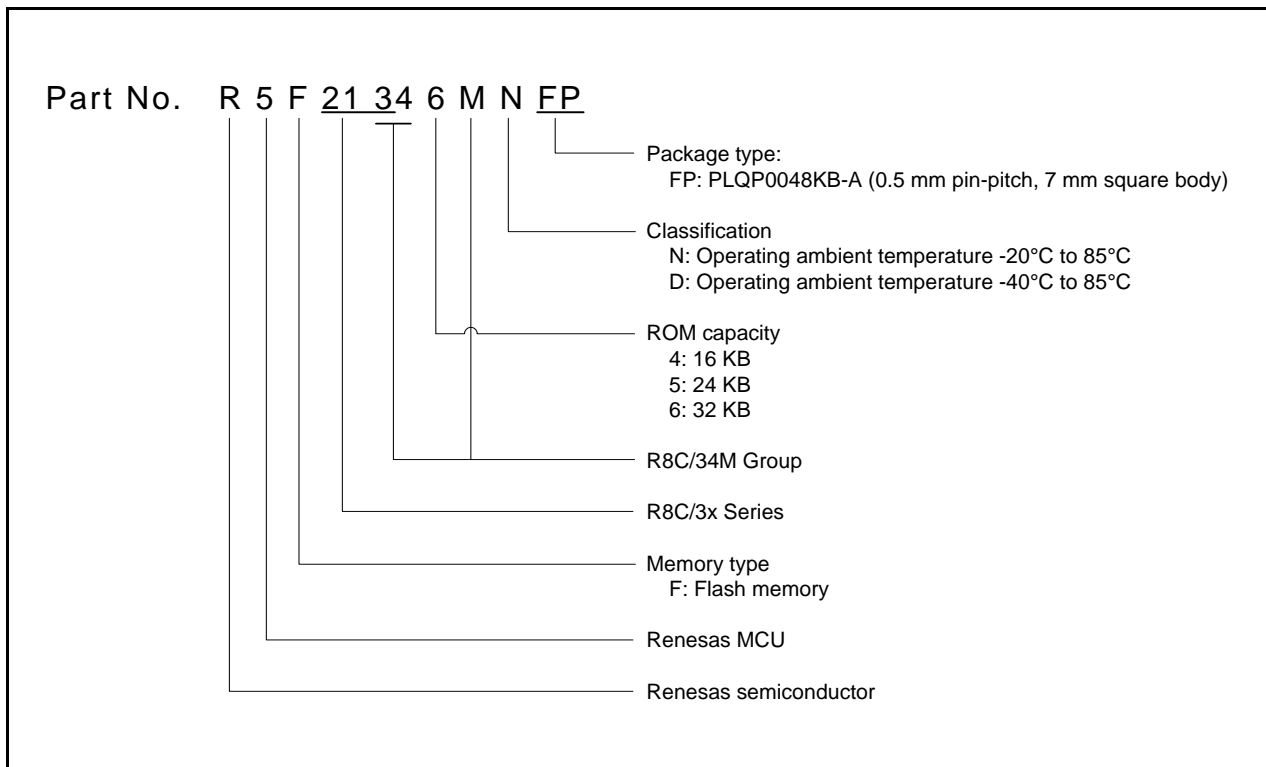 Part No. R 5 F 21 34 6 M N FP
Package type:
FP: PLQP0048KB-A (0.5 mm pin-pitch, 7 mm square body)
Classification
N: Operating ambient temperature -20°C to 85°C
D: Operating ambient temperature -40°C to 85°C
ROM capacity
4: 16 KB
5: 24 KB
6: 32 KB
R8C/34M Group
R8C/3x Series
Memory type
F: Flash memory
Renesas MCU
Renesas semiconductor